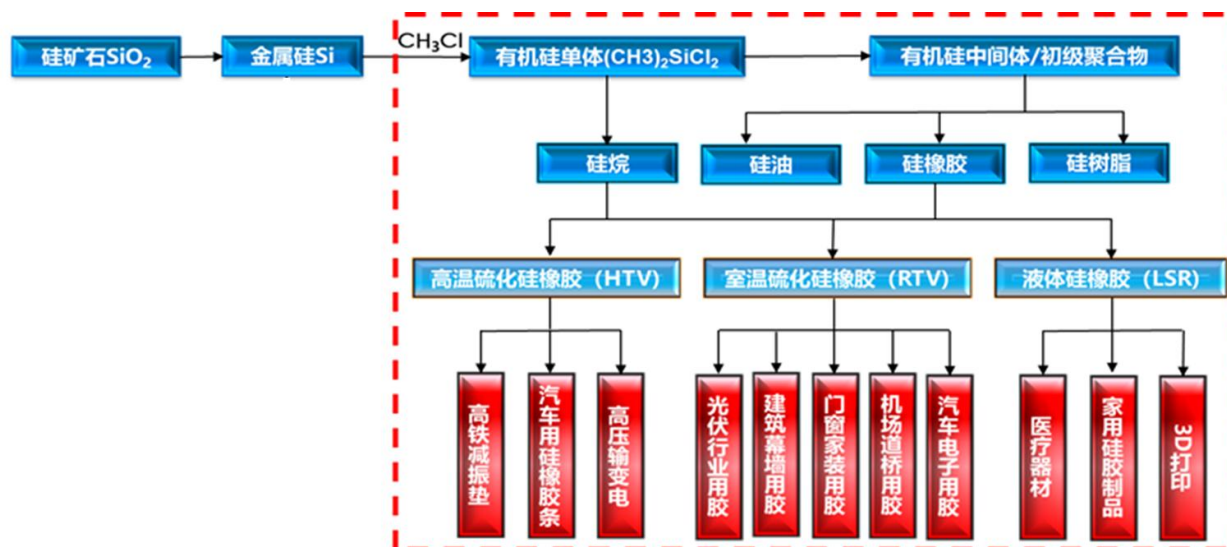 硅矿石SiO₂
金属硅Si
CH₃Cl
有机硅单体(CH3)₂SiCl₂
有机硅中间体/初级聚合物
硅烷
硅油
硅橡胶
硅树脂
高温硫化硅橡胶（HTV）
室温硫化硅橡胶（RTV）
液体硅橡胶（LSR）
高铁减振垫
汽车用硅橡胶条
高压输变电
光伏行业用胶
建筑幕墙用胶
门窗家装用胶
机场道桥用胶
汽车电子用胶
医疗器材
家用硅胶制品
3D打印